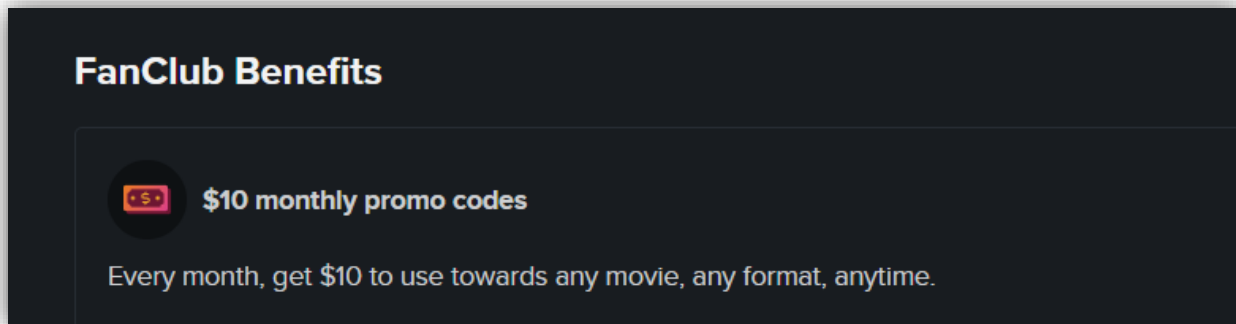 FanClub Benefits
$10 monthly promo codes
Every month, get $10 to use towards any movie, any format, anytime.